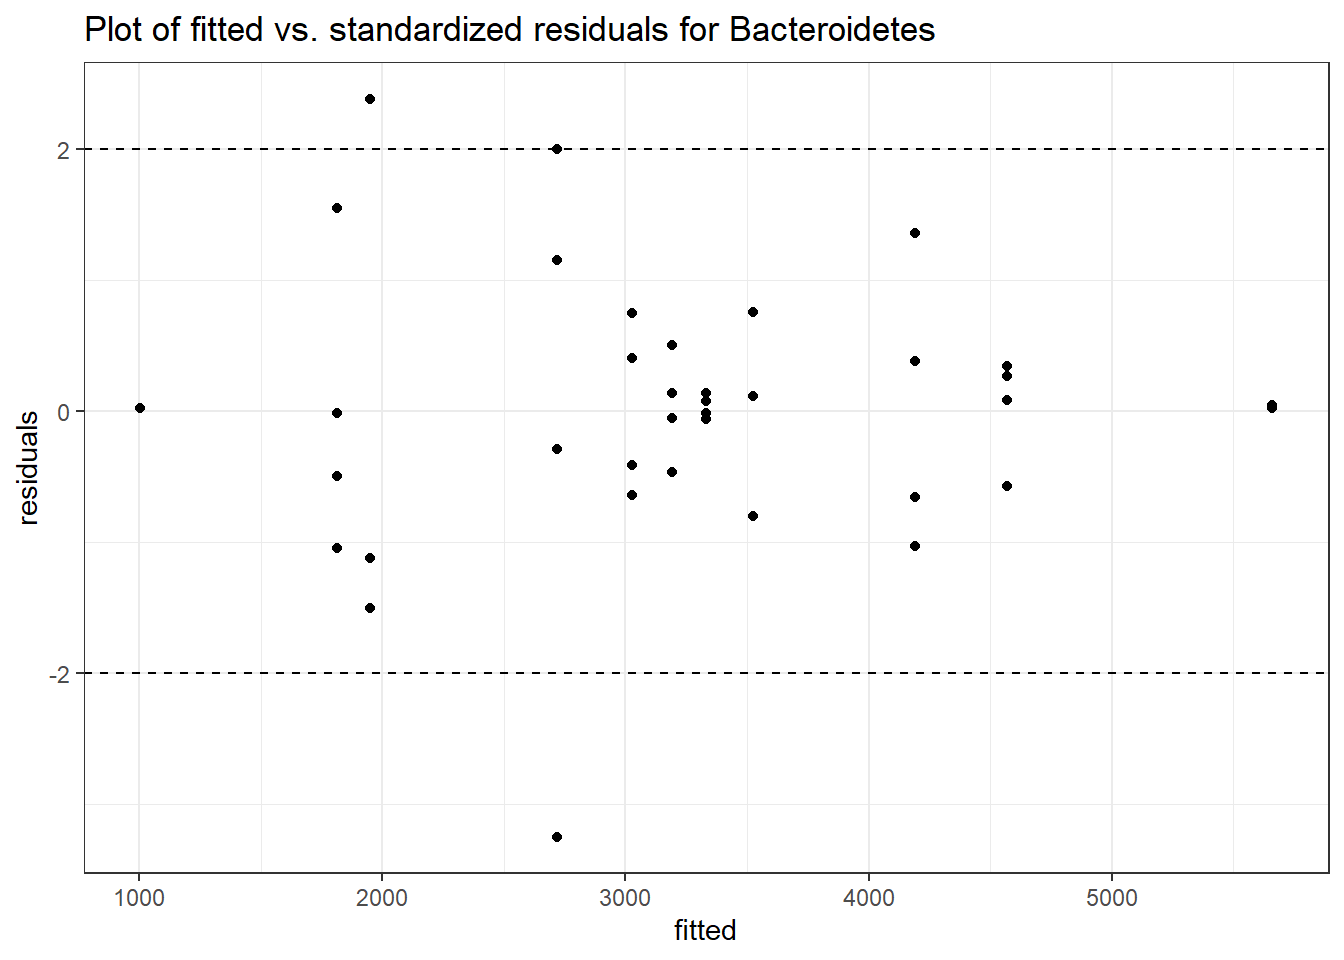 Plot of fitted vs. standardized residuals for Bacteroidetes
2
0
-2
residuals
1000 2000 3000 4000 5000
fitted